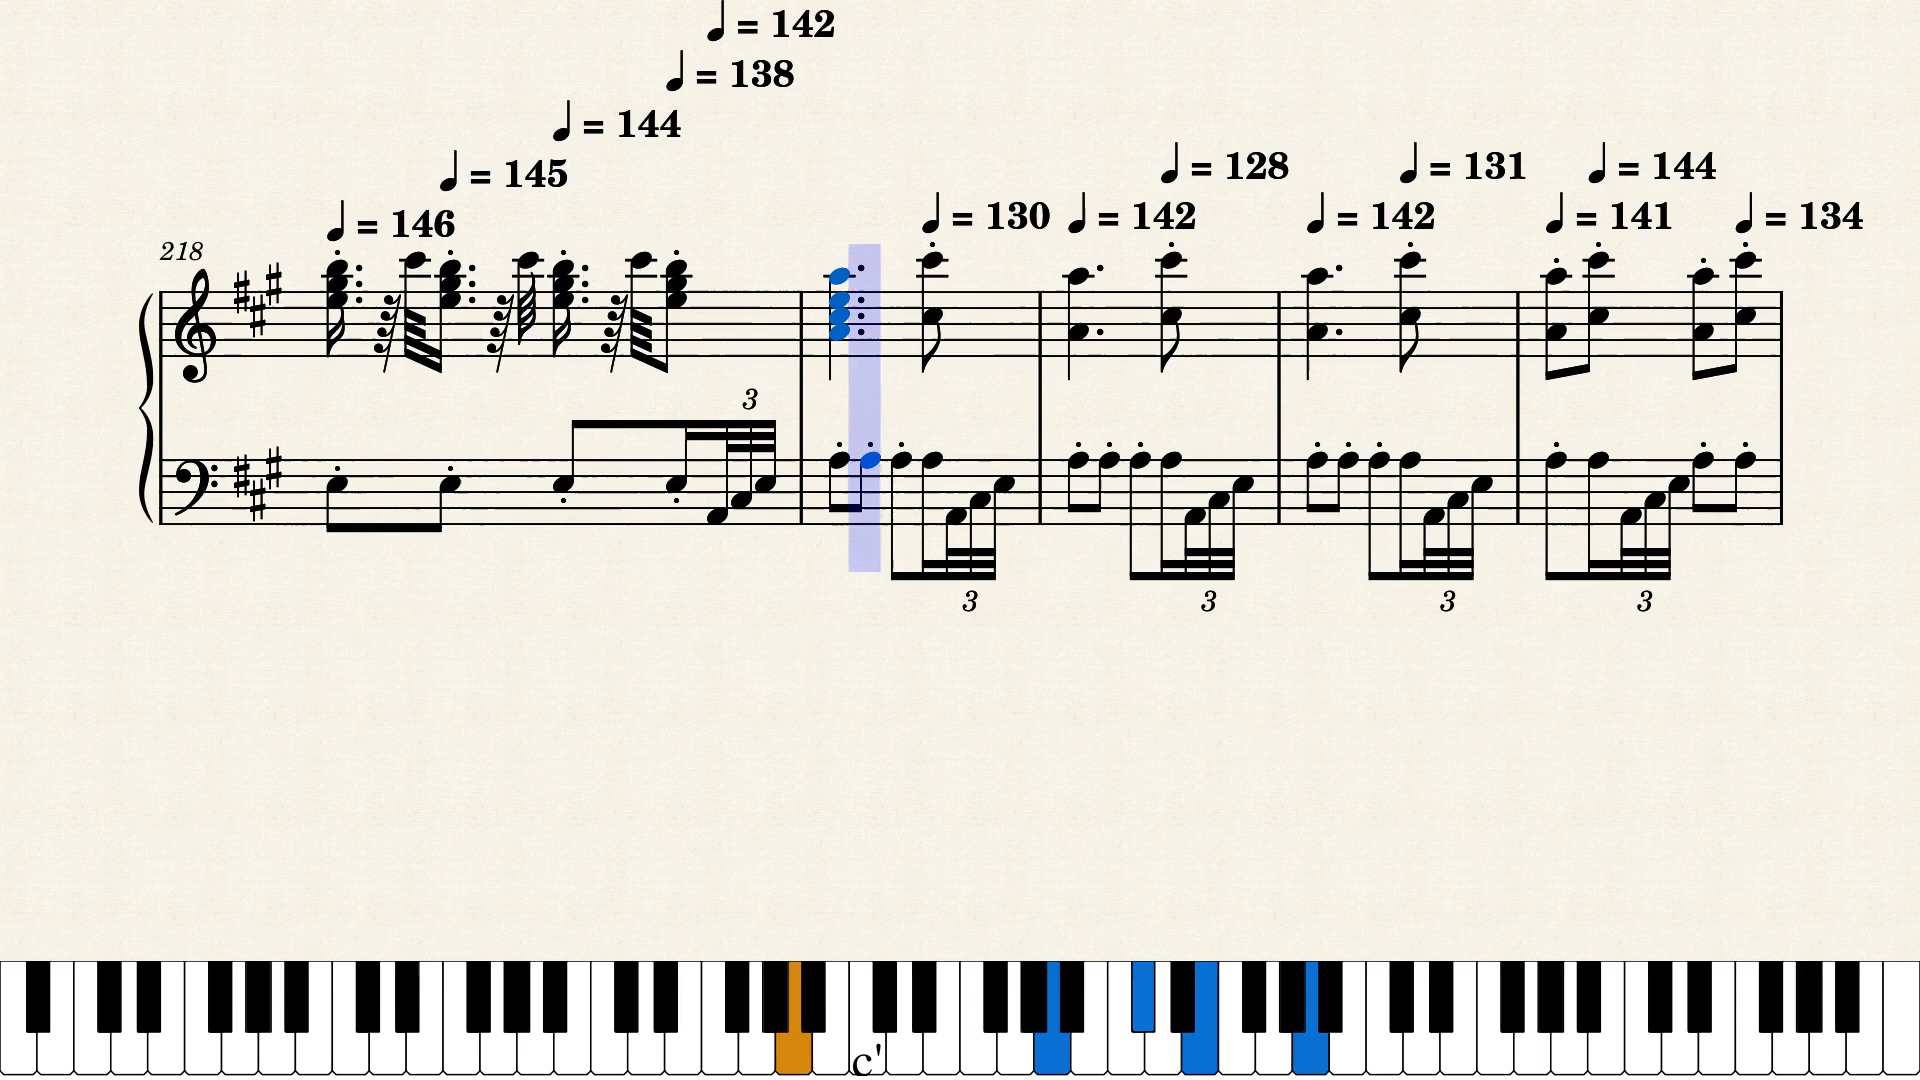 ♩ = 142
♩ = 138
♩ = 144
♩ = 145
♩ = 146
♩ = 128
♩ = 131
♩ = 144
♩ = 130
♩ = 142
♩ = 142
♩ = 141
♩ = 134
218
3
3
3
3
3
c'